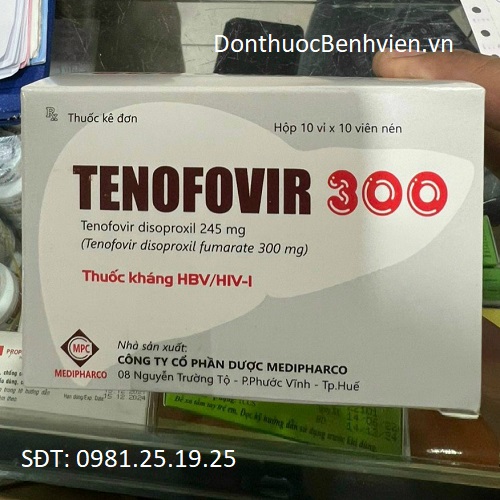 DonthuocBenhvien.vn
Rx Thuốc kê đơn
Hộp 10 vỉ x 10 viên nén
TENOFOVIR 300
Tenofovir disoproxil 245 mg
(Tenofovir disoproxil fumarate 300 mg)
Thuốc kháng HBV/HIV-I
MPC
MEDIPHARCO
Nhà sản xuất:
CÔNG TY CỔ PHẦN DƯỢC MEDIPHARCO
08 Nguyễn Trường Tộ - P.Phước Vĩnh - Tp.Huế
SĐT: 0981.25.19.25